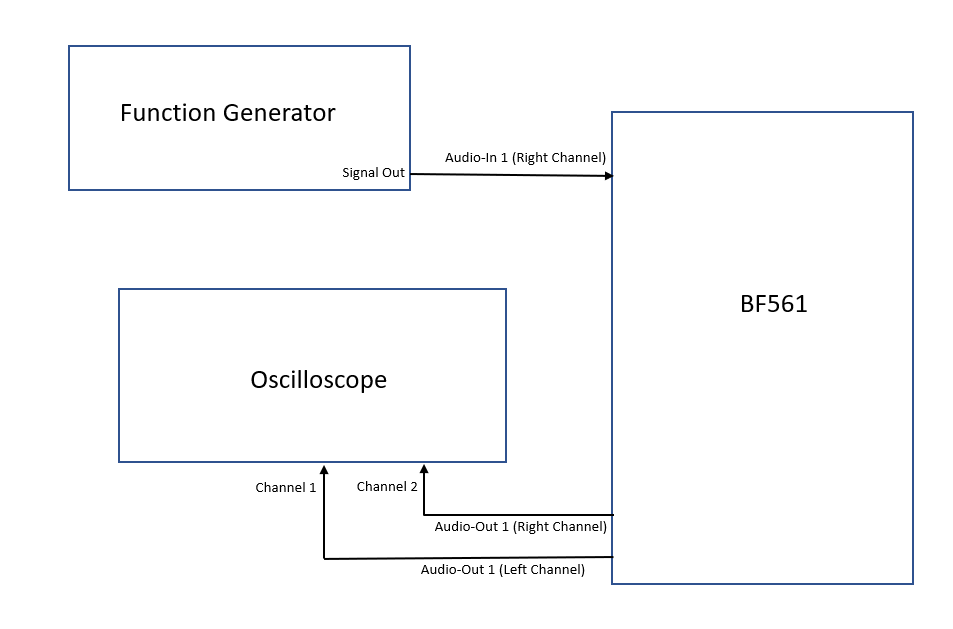 Function Generator
Signal Out
Audio-In 1 (Right Channel)
BF561
Oscilloscope
Channel 1
Channel 2
Audio-Out 1 (Right Channel)
Audio-Out 1 (Left Channel)